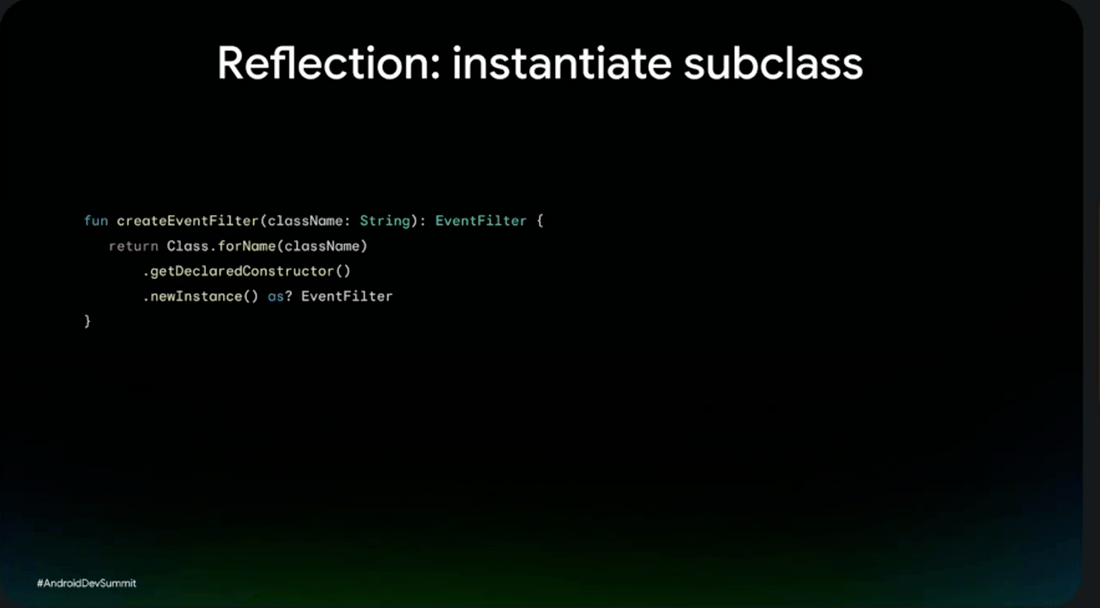 Reflection: instantiate subclass
fun createEventFilter(className: String): EventFilter {
   return Class.forName(className)
       .getDeclaredConstructor()
       .newInstance() as? EventFilter
}
#AndroidDevSummit